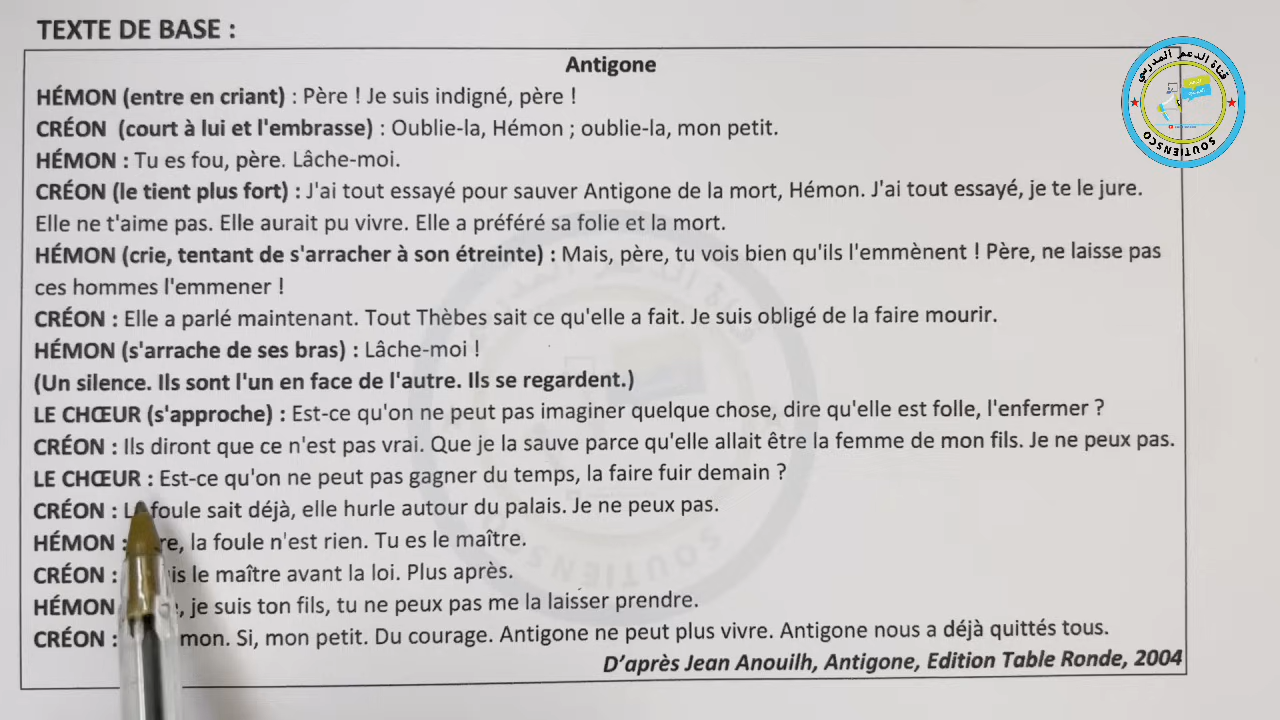 TEXTE DE BASE :
Antigone
HÉMON (entre en criant) : Père ! Je suis indigné, père !
CRÉON (court à lui et l'embrasse) : Oublie-la, Hémon ; oublie-la, mon petit.
HÉMON : Tu es fou, père. Lâche-moi.
CRÉON (le tient plus fort) : J'ai tout essayé pour sauver Antigone de la mort, Hémon. J'ai tout essayé, je te le jure.
Elle ne t'aime pas. Elle aurait pu vivre. Elle a préféré sa folie et la mort.
HÉMON (crie, tentant de s'arracher à son étreinte) : Mais, père, tu vois bien qu'ils l'emmènent ! Père, ne laisse pas
ces hommes l'emmener !
CRÉON : Elle a parlé maintenant. Tout Thèbes sait ce qu'elle a fait. Je suis obligé de la faire mourir.
HÉMON (s'arrache de ses bras) : Lâche-moi !
(Un silence. Ils sont l'un en face de l'autre. Ils se regardent.)
LE CHŒUR (s'approche) : Est-ce qu'on ne peut pas imaginer quelque chose, dire qu'elle est folle, l'enfermer ?
CRÉON : Ils diront que ce n'est pas vrai. Que je la sauve parce qu'elle allait être la femme de mon fils. Je ne peux pas.
LE CHŒUR : Est-ce qu'on ne peut pas gagner du temps, la faire fuir demain ?
CRÉON : La foule sait déjà, elle hurle autour du palais. Je ne peux pas.
HÉMON : la foule n'est rien. Tu es le maître.
CRÉON : le maître avant la loi. Plus après.
HÉMON je suis ton fils, tu ne peux pas me la laisser prendre.
CRÉON : Si, mon petit. Du courage. Antigone ne peut plus vivre. Antigone nous a déjà quittés tous.
D'après Jean Anouilh, Antigone, Edition Table Ronde, 2004
قناة الدعم المدرسي
SOUTIENSCO